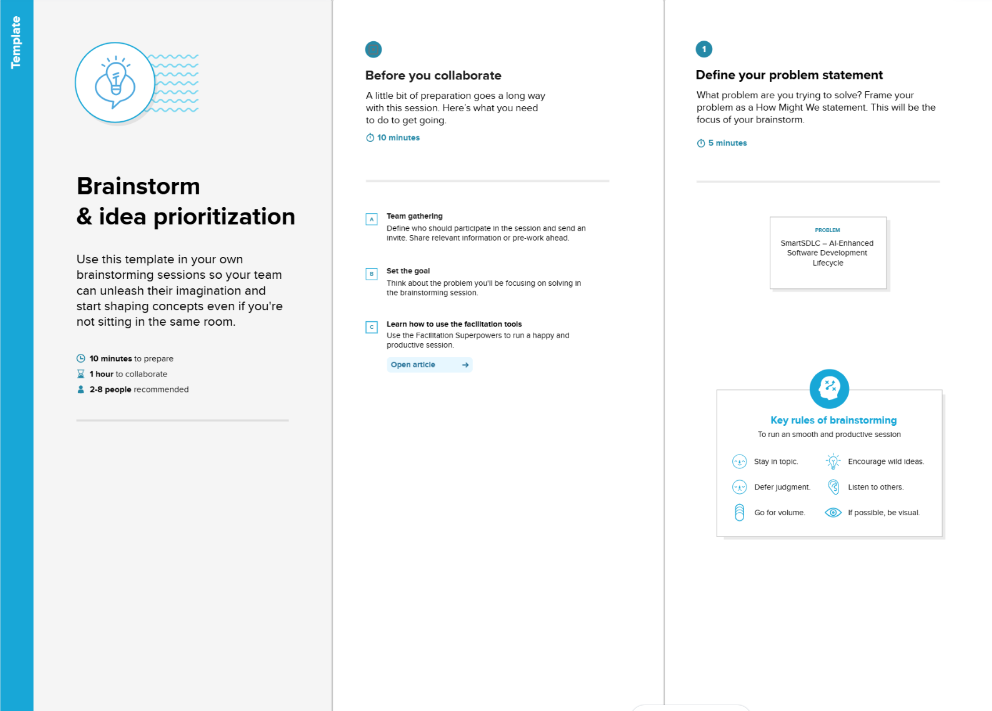 Template
Brainstorm
& idea prioritization
Use this template in your own
brainstorming sessions so your team
can unleash their imagination and
start shaping concepts even if you're
not sitting in the same room.
10 minutes to prepare
1 hour to collaborate
2-8 people recommended
Before you collaborate
A little bit of preparation goes a long way
with this session. Here's what you need
to do to get going.
10 minutes
A
Team gathering
Define who should participate in the session and send an
invite. Share relevant information or pre-work ahead.
B
Set the goal
Think about the problem you'll be focusing on solving in
the brainstorming session.
C
Learn how to use the facilitation tools
Use the Facilitation Superpowers to run a happy and
productive session.
Open article
1
Define your problem statement
What problem are you trying to solve? Frame your
problem as a How Might We statement. This will be the
focus of your brainstorm.
5 minutes
PROBLEM
SmartSDLC – AI-Enhanced
Software Development
Lifecycle
Key rules of brainstorming
To run an smooth and productive session
Stay in topic.
Encourage wild ideas.
Defer judgment.
Listen to others.
Go for volume.
If possible, be visual.